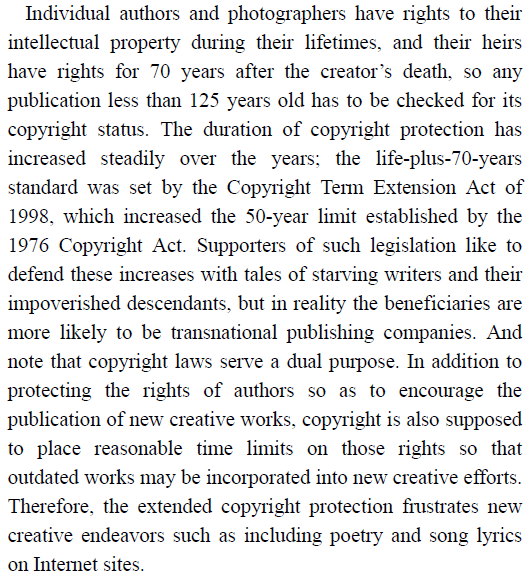 Individual authors and photographers have rights to their
intellectual property during their lifetimes, and their heirs
have rights for 70 years after the creator’s death, so any
publication less than 125 years old has to be checked for its
copyright status. The duration of copyright protection has
increased steadily over the years; the life-plus-70-years
standard was set by the Copyright Term Extension Act of
1998, which increased the 50-year limit established by the
1976 Copyright Act. Supporters of such legislation like to
defend these increases with tales of starving writers and their
impoverished descendants, but in reality the beneficiaries are
more likely to be transnational publishing companies. And
note that copyright laws serve a dual purpose. In addition to
protecting the rights of authors so as to encourage the
publication of new creative works, copyright is also supposed
to place reasonable time limits on those rights so that
outdated works may be incorporated into new creative efforts.
Therefore, the extended copyright protection frustrates new
creative endeavors such as including poetry and song lyrics
on Internet sites.